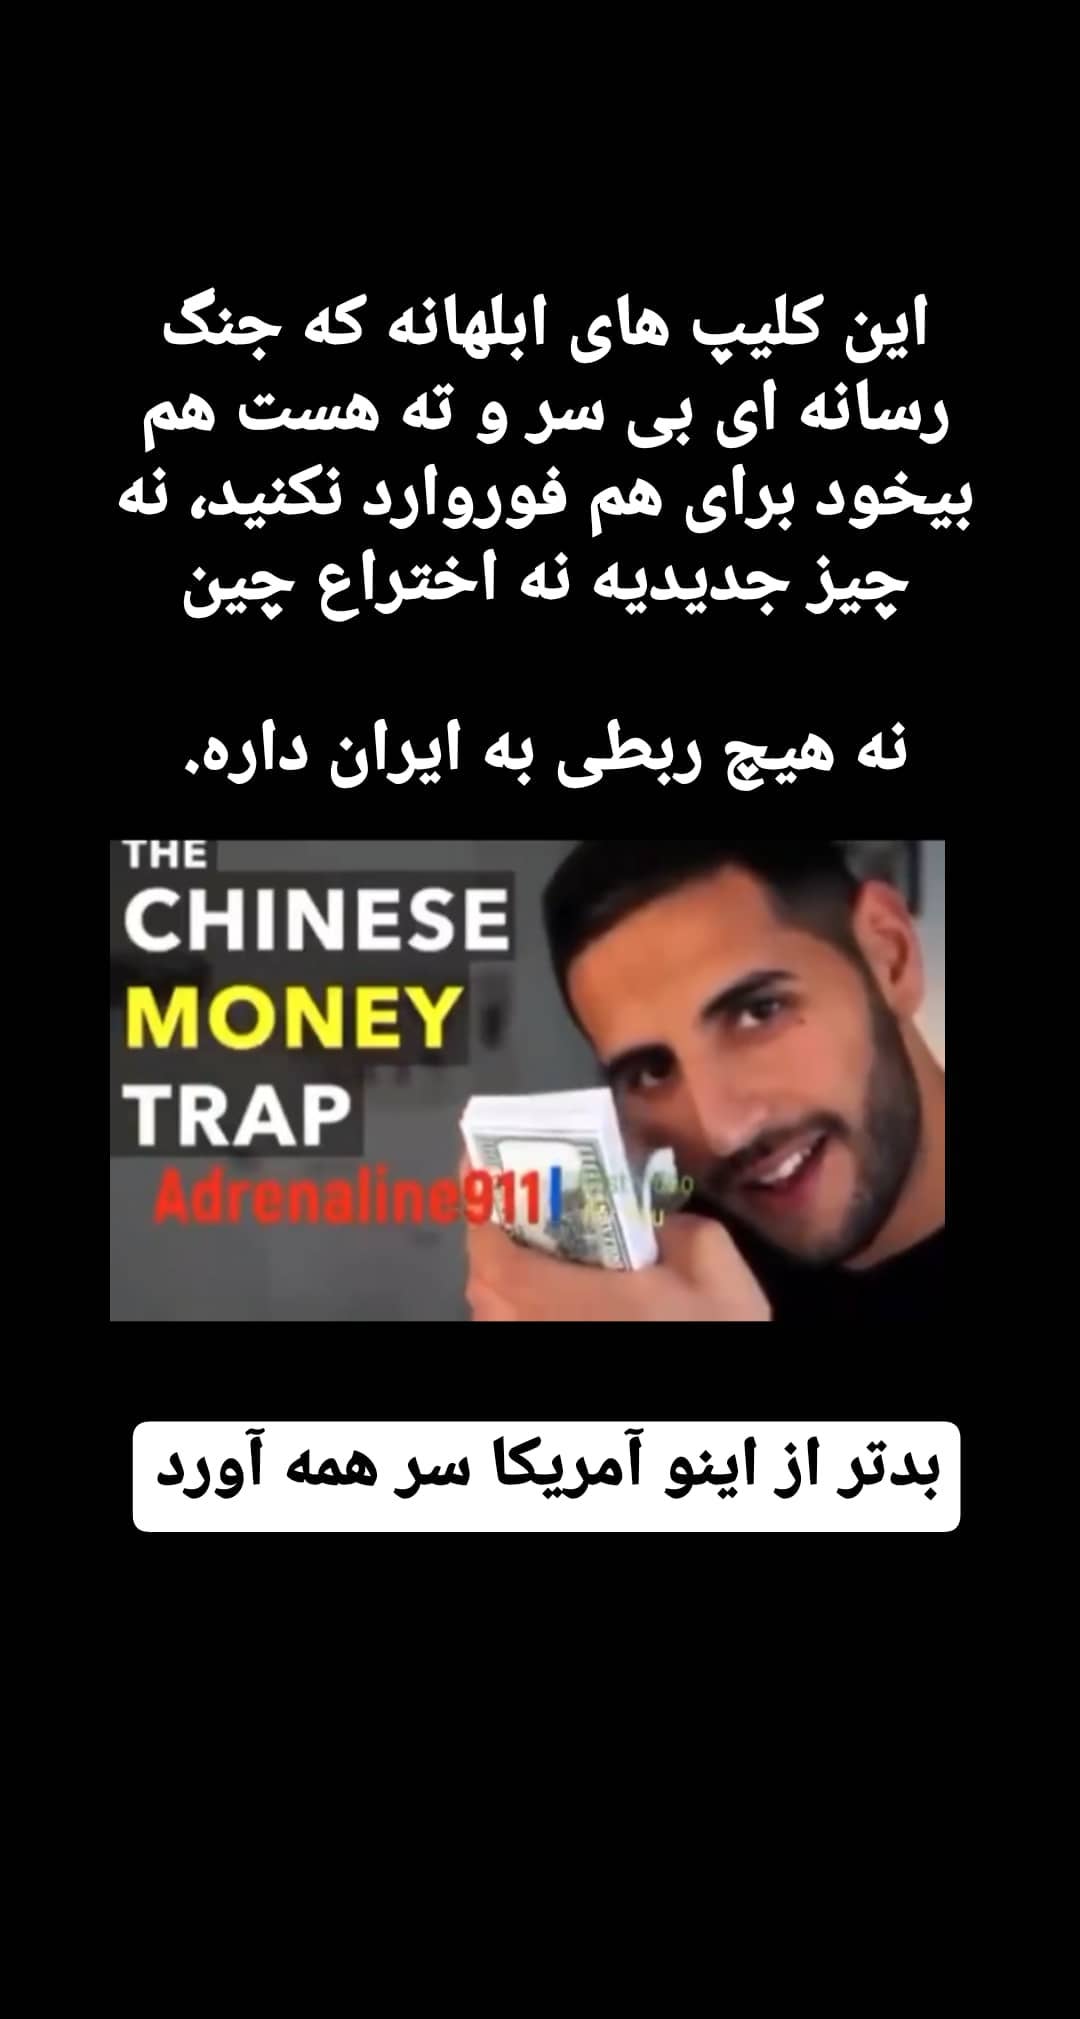 این کلیپ های ابلهانه که جنگ
رسانه ای بی سر و ته هست هم
بیخود برای هم فوروارد نکنید، نه
چیز جدیدیه نه اختراع چین
نه هیچ ربطی به ایران داره.
THE
CHINESE
MONEY
TRAP
Adrenaline911
بدتر از اینو آمریکا سر همه آورد